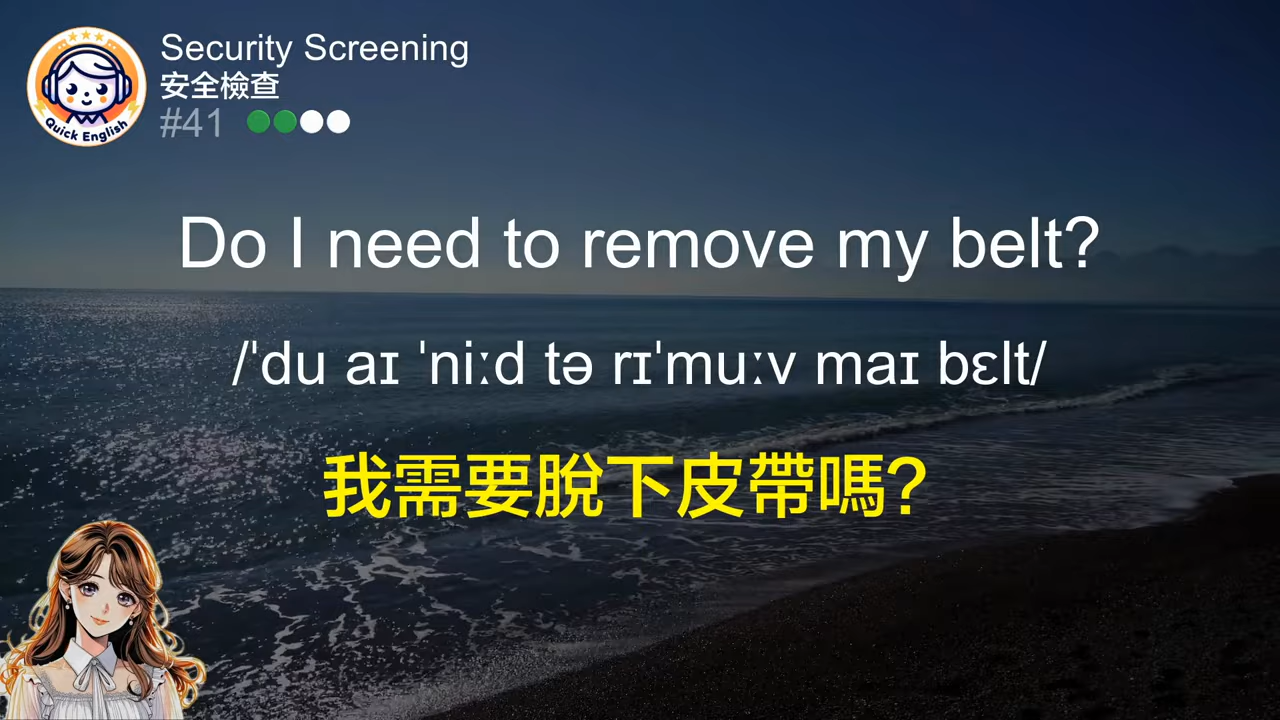 Quick English
Security Screening
安全檢查
#41
Do I need to remove my belt?
/ˈdu aɪ ˈniːd tə rɪˈmuːv maɪ bɛlt/
我需要脫下皮帶嗎?